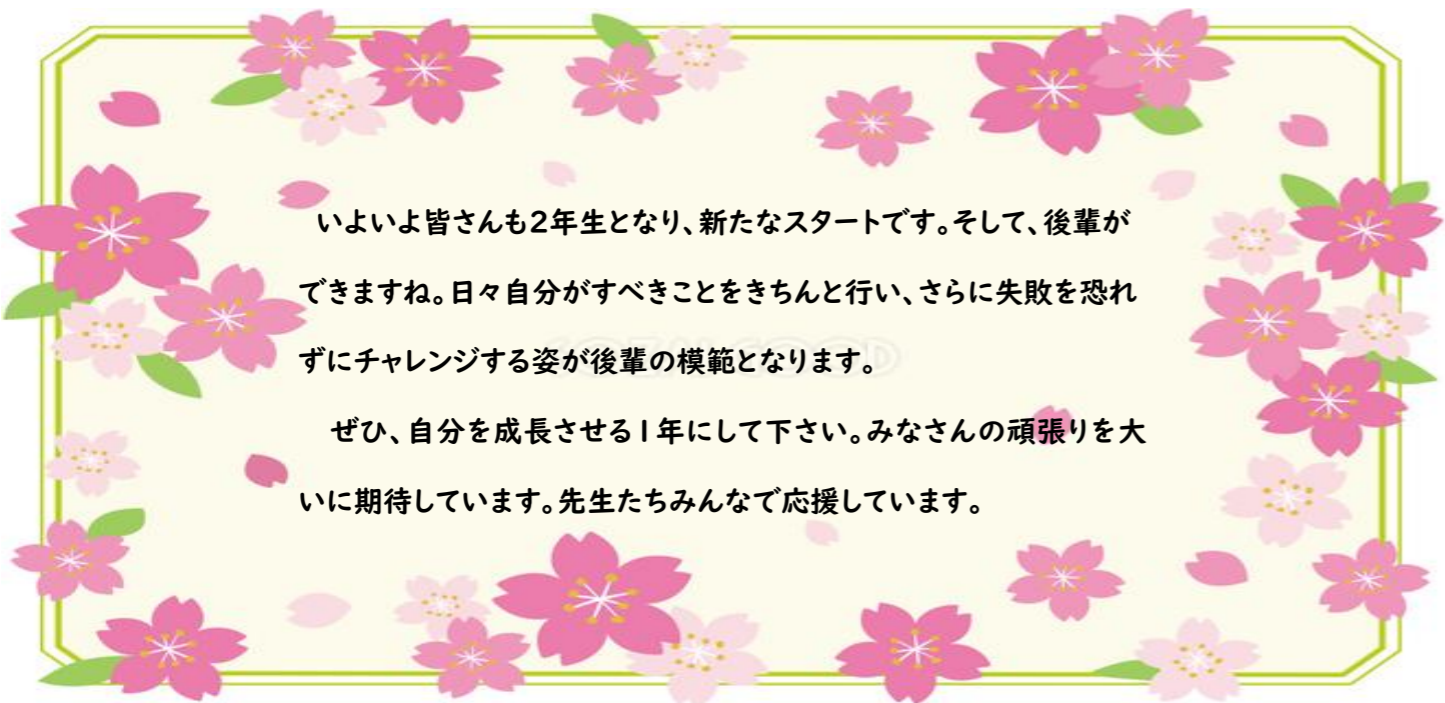 いよいよ皆さんも2年生となり、新たなスタートです。そして、後輩が
できますね。日々自分がすべきことをきちんと行い、さらに失敗を恐れ
ずにチャレンジする姿が後輩の模範となります。
ぜひ、自分を成長させる1年にして下さい。みなさんの頑張りを大
いに期待しています。先生たちみんなで応援しています。